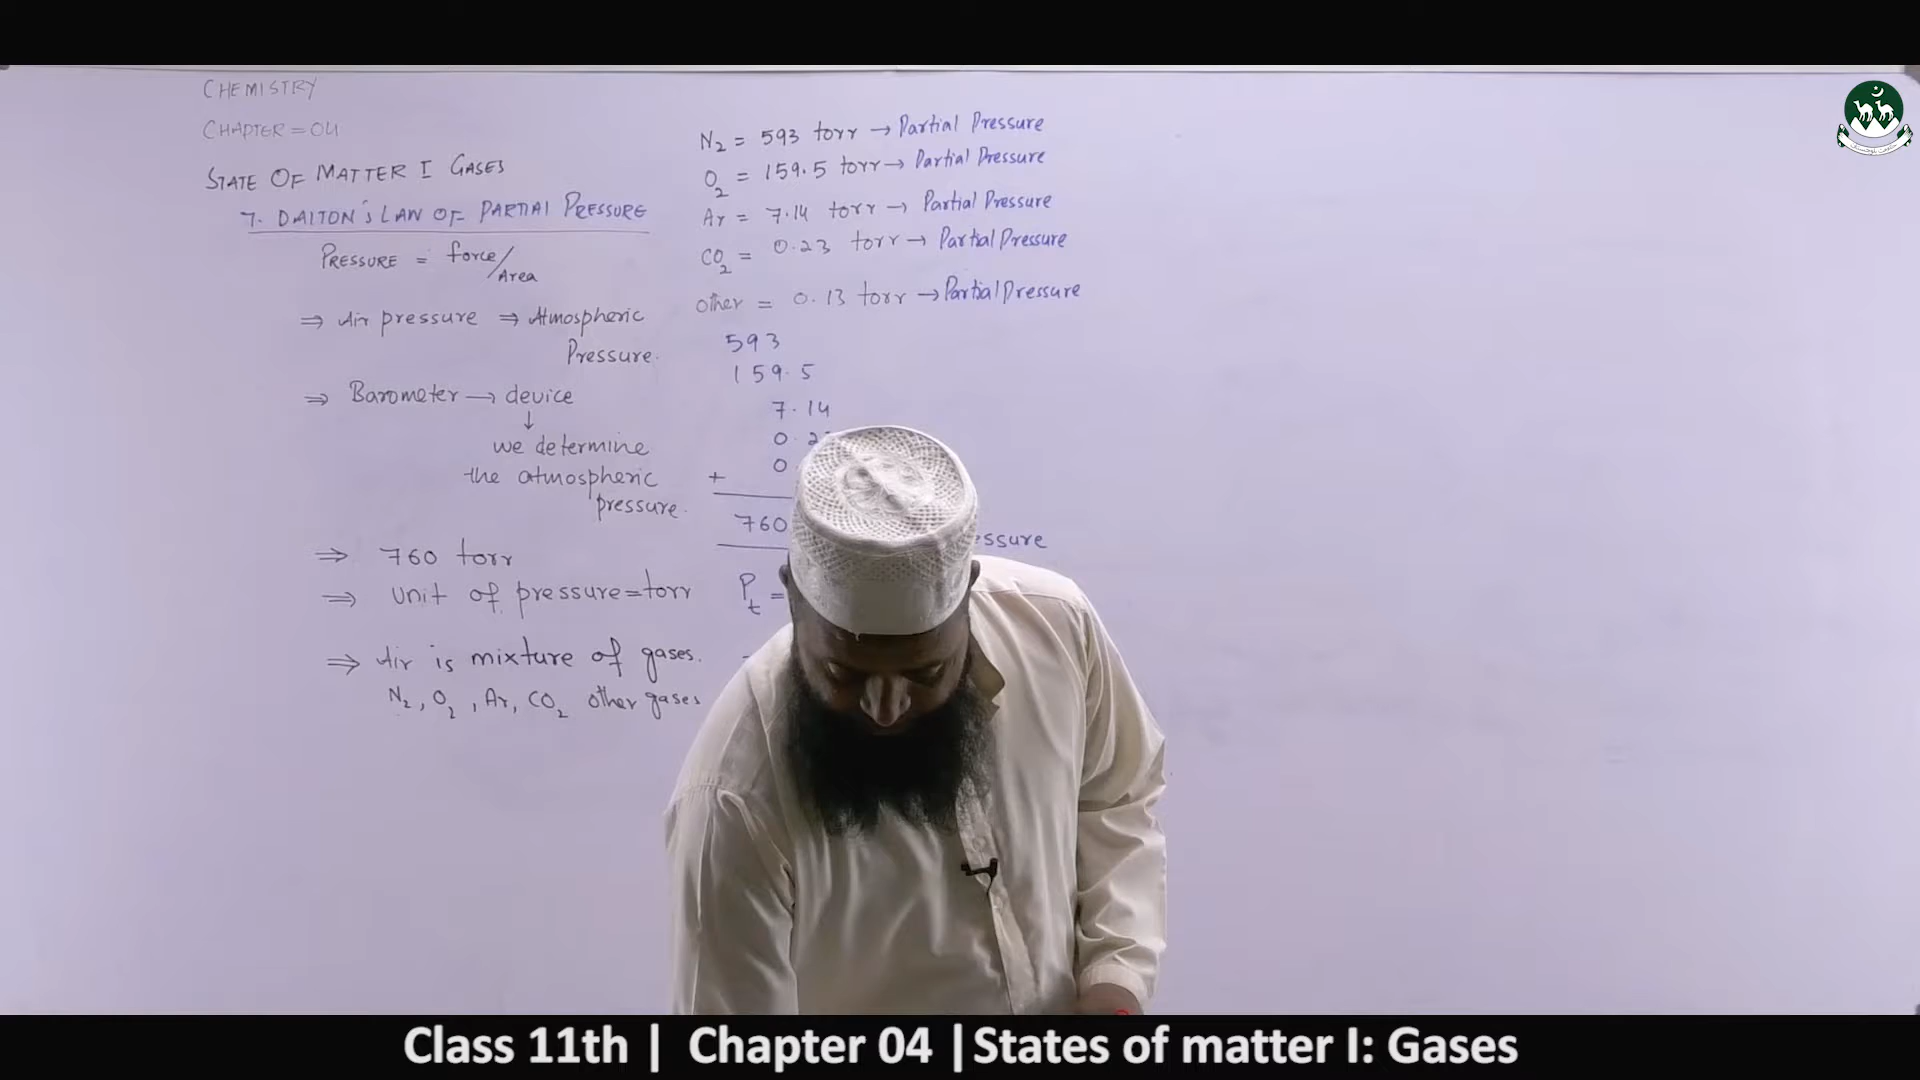 CHEMISTRY
CHAPTER = 04
STATE OF MATTER I GASES
7. DALTON'S LAW OF PARTIAL PRESSURE
PRESSURE = force/Area
⇒ Air pressure ⇒ Atmospheric
Pressure.
⇒ Barometer → device
↓
we determine
the atmospheric
pressure.
⇒ 760 torr
⇒ unit of pressure = torr
⇒ Air is mixture of gases.
N2, O2, Ar, CO2 other gases
N2 = 593 torr → Partial Pressure
O2 = 159.5 torr → Partial Pressure
Ar = 7.14 torr → Partial Pressure
CO2 = 0.23 torr → Partial Pressure
other = 0.13 torr → Partial Pressure
593
159.5
7.14
0.2
+ 0
760
Pt =
Class 11th | Chapter 04 | States of matter I: Gases